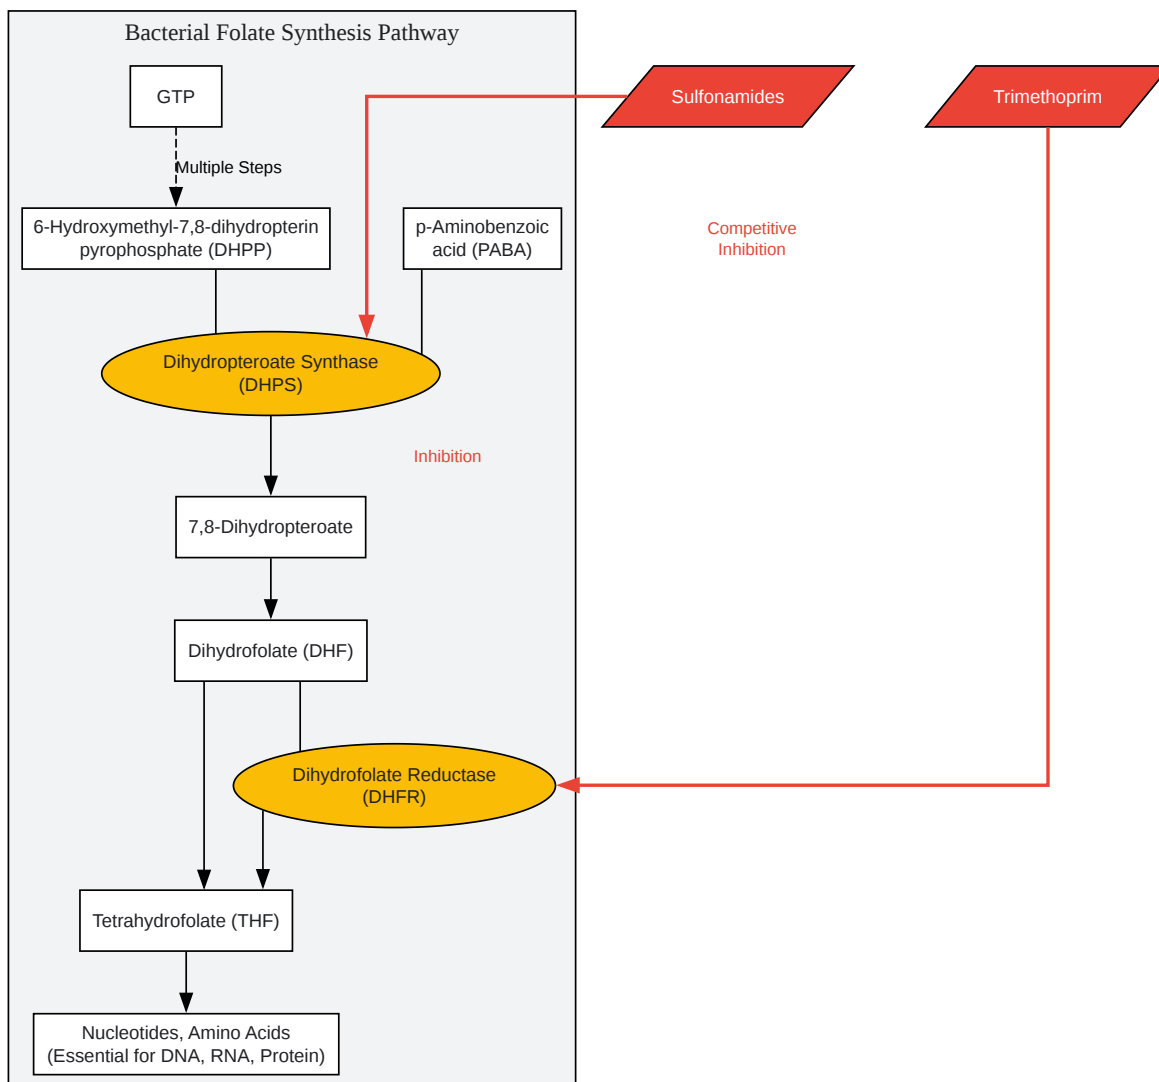 Bacterial Folate Synthesis Pathway
GTP
Sulfonamides
Trimethoprim
Multiple Steps
6-Hydroxymethyl-7,8-dihydropterin
pyrophosphate (DHPP)
p-Aminobenzoic
acid (PABA)
Competitive
Inhibition
Dihydropteroate Synthase
(DHPS)
Inhibition
7,8-Dihydropteroate
Dihydrofolate (DHF)
Dihydrofolate Reductase
(DHFR)
Tetrahydrofolate (THF)
Nucleotides, Amino Acids
(Essential for DNA, RNA, Protein)